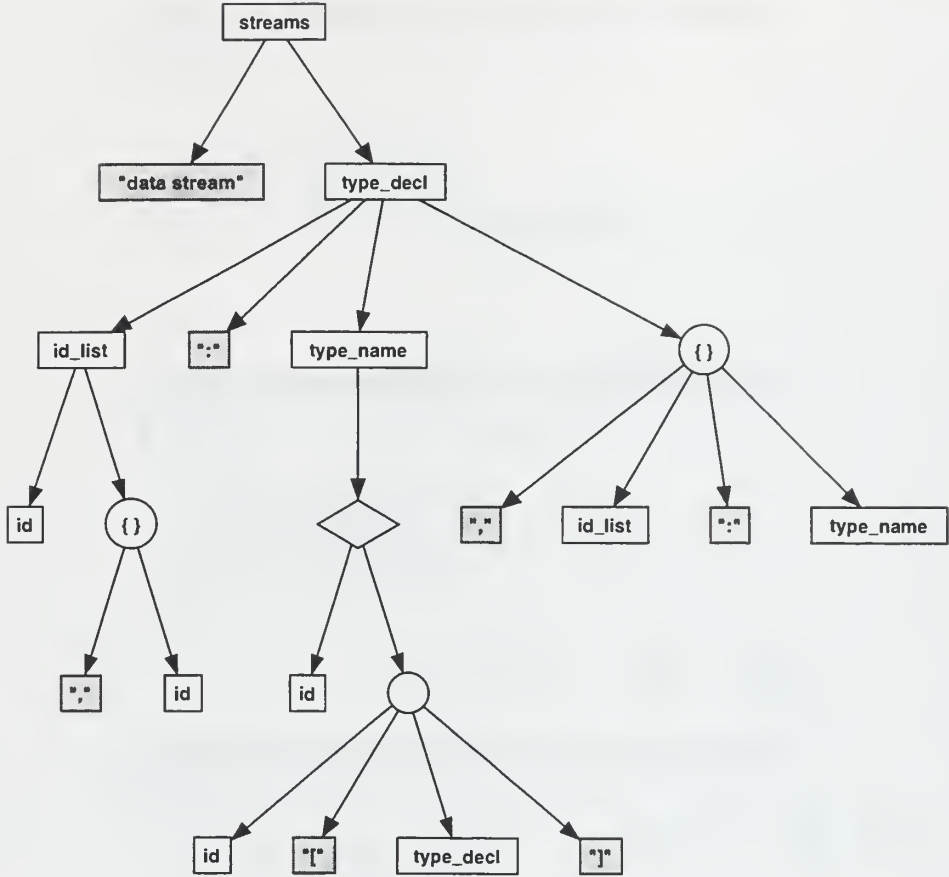 streams
"data stream" type_decl
id_list ":" type_name { }
id { } "," id_list ":" type_name
"," id id
id "[" type_decl "]"